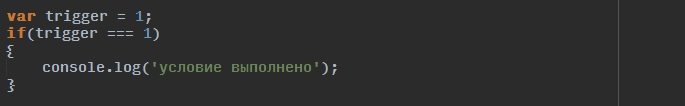 var trigger = 1;
if(trigger === 1)
{
    console.log('условие выполнено');
}